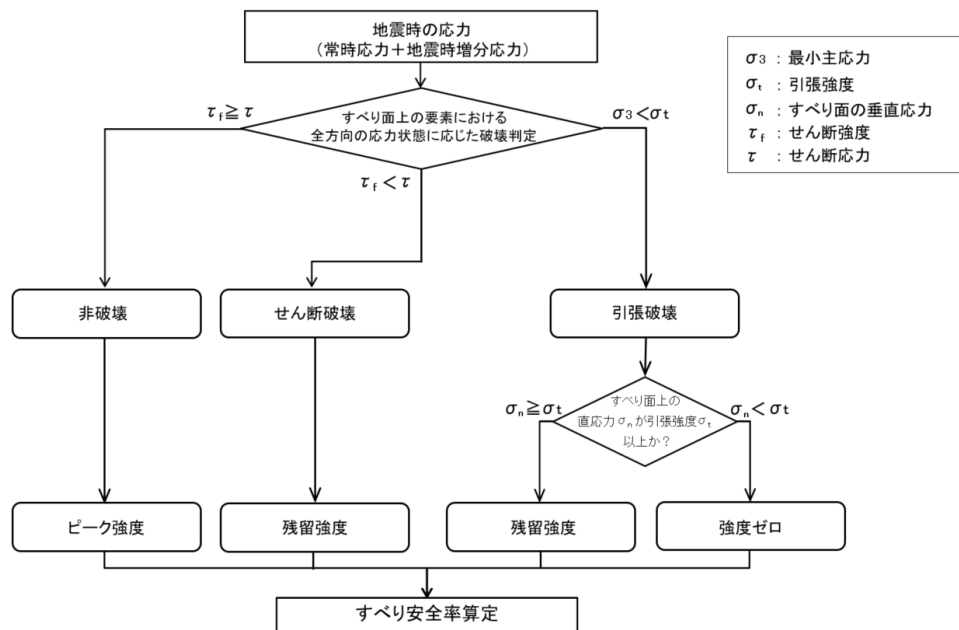 地震時の応力
（常時応力＋地震時増分応力）
σ3 ： 最小主応力
σt ： 引張強度
σn ： すべり面の垂直応力
τf ： せん断強度
τ ： せん断応力
τf≧τ
すべり面上の要素における
全方向の応力状態に応じた破壊判定
σ3＜σt
τf＜τ
非破壊
せん断破壊
引張破壊
σn≧σt
すべり面上の
直応力σnが引張強度σt
以上か？
σn＜σt
ピーク強度
残留強度
残留強度
強度ゼロ
すべり安全率算定